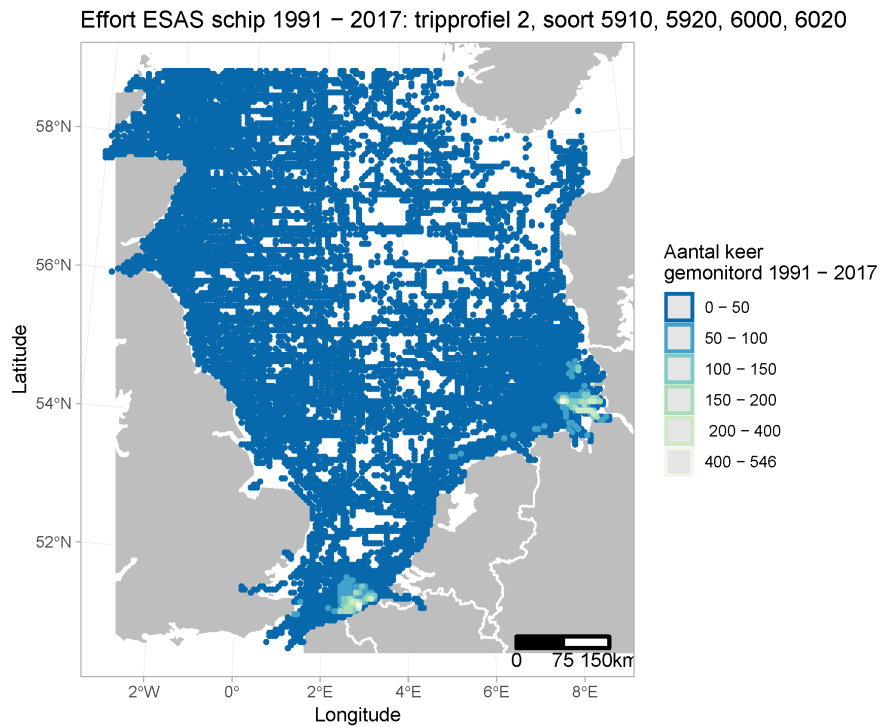 Effort ESAS schip 1991 − 2017: tripprofiel 2, soort 5910, 5920, 6000, 6020
58°N
56°N
54°N
52°N
Latitude
2°W 0° 2°E 4°E 6°E 8°E
Longitude
0 75 150km
Aantal keer
gemonitord 1991 − 2017
0 − 50
50 − 100
100 − 150
150 − 200
200 − 400
400 − 546